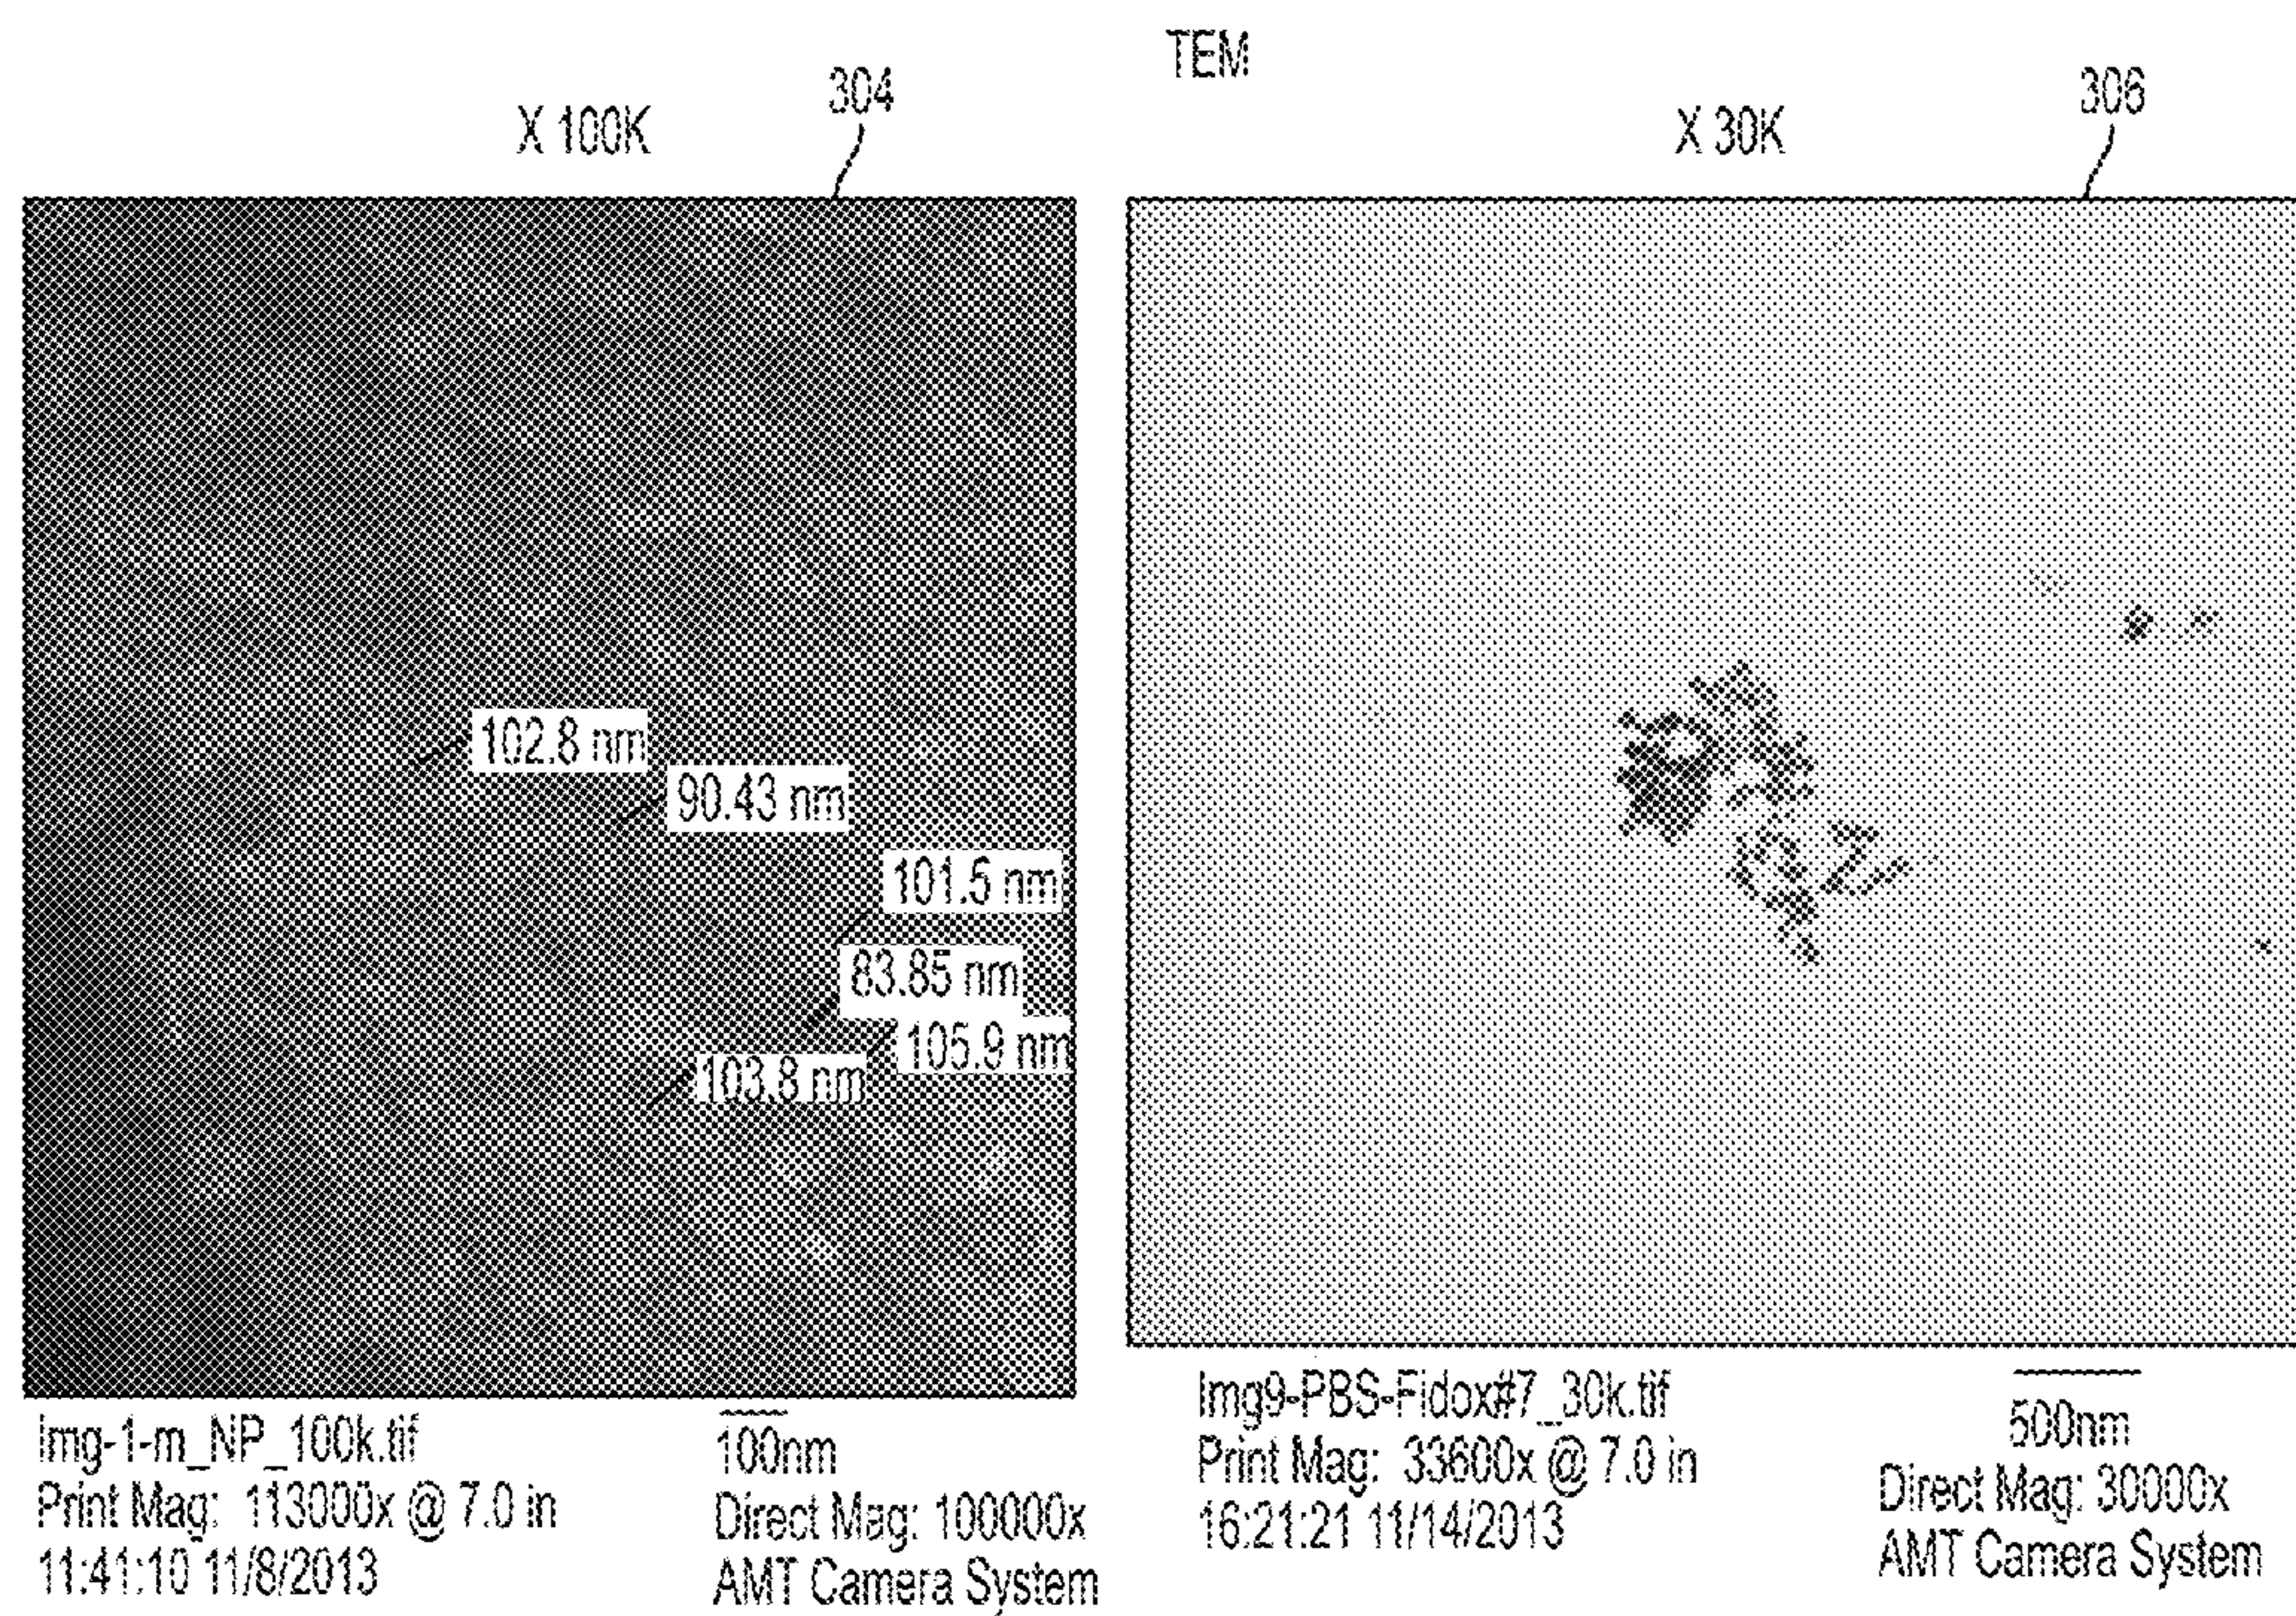 TEM
X 100K
304
X 30K
306
102.8 nm
90.43 nm
101.5 nm
83.85 nm
105.9 nm
103.8 nm
Img-1-m_NP_100k.tif
Print Mag: 113000x @ 7.0 in
11:41:10 11/8/2013
100nm
Direct Mag: 100000x
AMT Camera System
Img9-PBS-Fidox#7_30k.tif
Print Mag: 33600x @ 7.0 in
16:21:21 11/14/2013
500nm
Direct Mag: 30000x
AMT Camera System